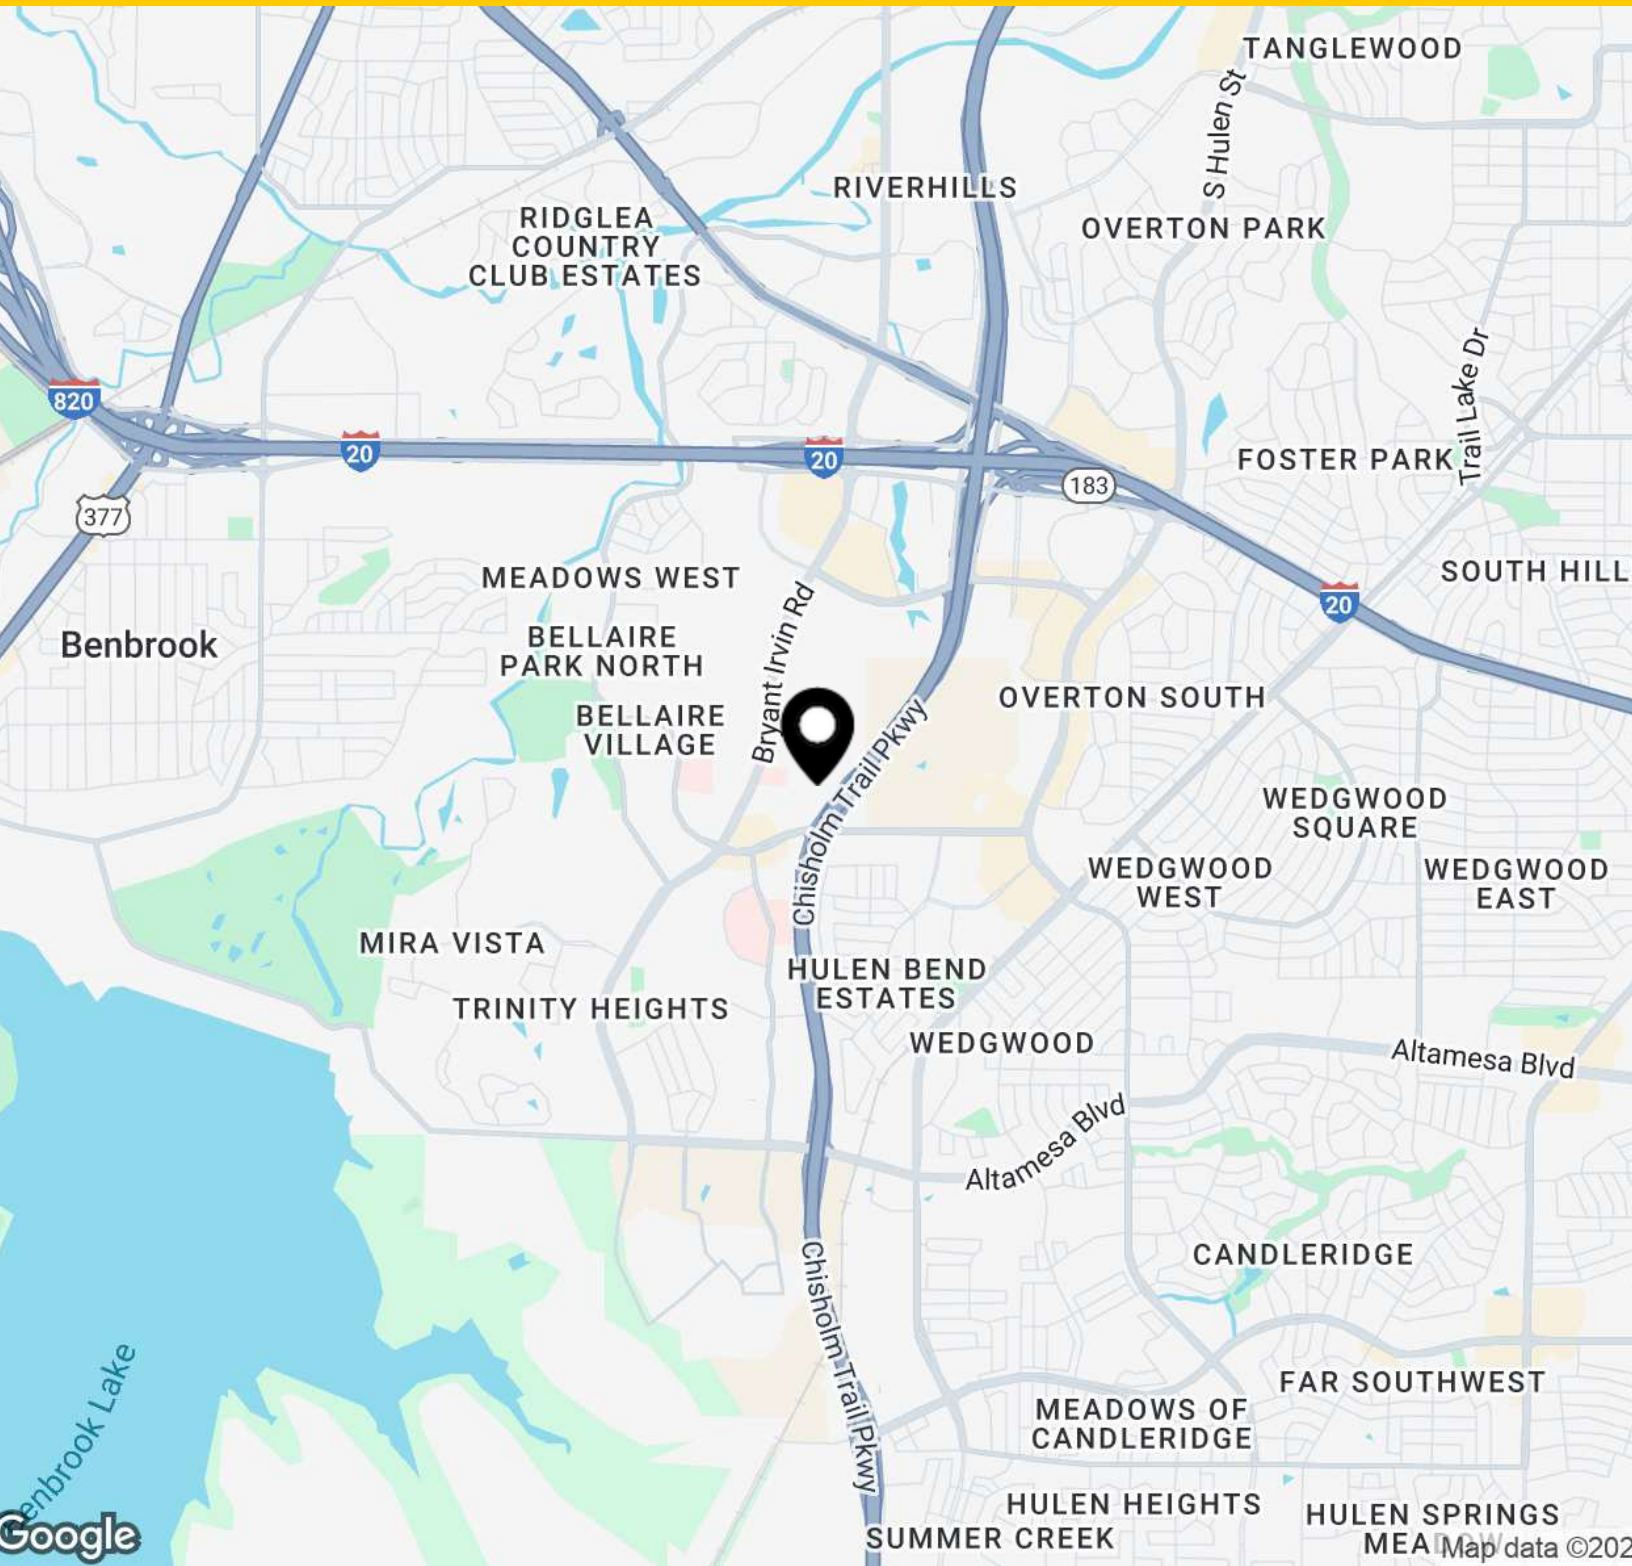 TANGLEWOOD
S Hulen St
RIVERHILLS
RIDGLEA
COUNTRY
CLUB ESTATES
OVERTON PARK
Trail Lake Dr
820
20
20
FOSTER PARK
183
377
SOUTH HILL
MEADOWS WEST
20
Bryant Irvin Rd
Benbrook
BELLAIRE
PARK NORTH
OVERTON SOUTH
BELLAIRE
VILLAGE
Chisholm Trail Pkwy
WEDGWOOD
SQUARE
WEDGWOOD
WEST
WEDGWOOD
EAST
MIRA VISTA
HULEN BEND
ESTATES
TRINITY HEIGHTS
WEDGWOOD
Altamesa Blvd
Altamesa Blvd
CANDLERIDGE
Chisholm Trail Pkwy
Benbrook Lake
FAR SOUTHWEST
MEADOWS OF
CANDLERIDGE
HULEN HEIGHTS
HULEN SPRINGS
MEADOW
SUMMER CREEK
Google
Map data ©202